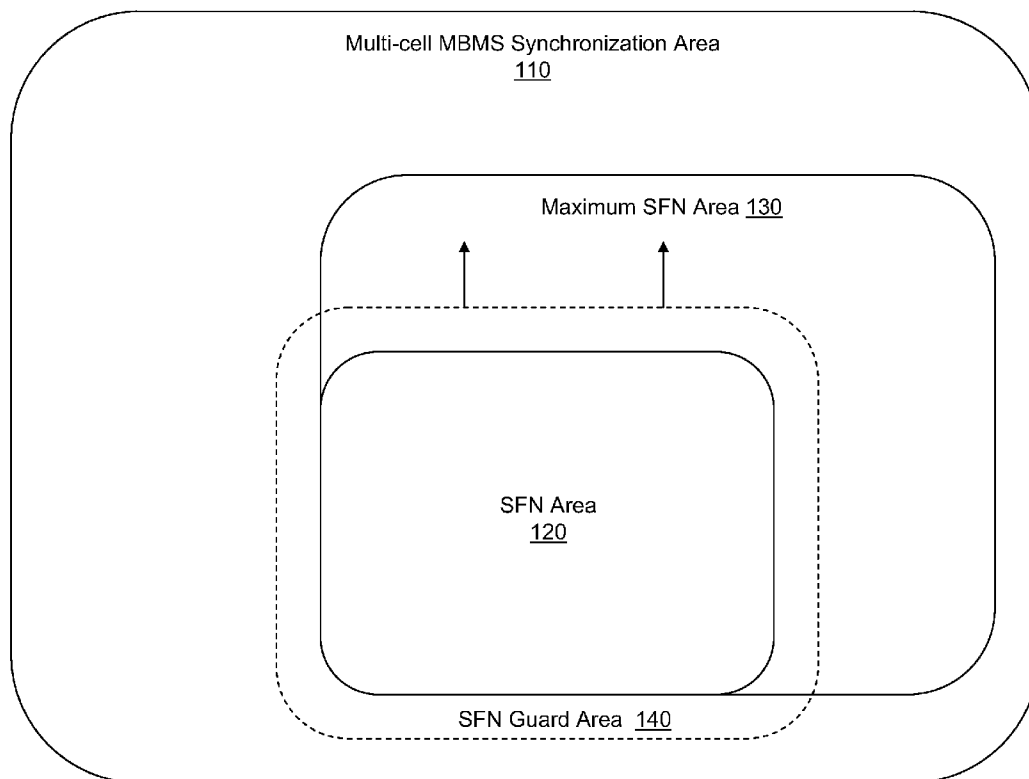 Multi-cell MBMS Synchronization Area
110
Maximum SFN Area 130
SFN Area
120
SFN Guard Area 140